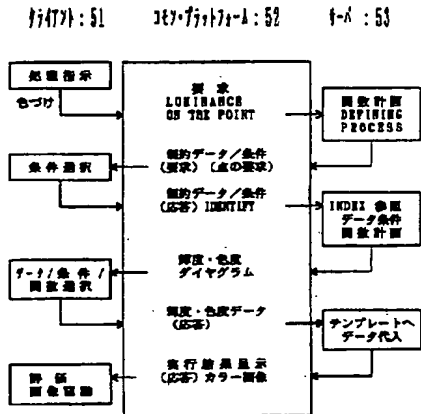 クライアント：51
コモン・プラットフォーム：52
サーバ：53
処理指示
色づけ
要求
LUMINANCE
ON THE POINT
関数計画
DEFINING
PROCESS
条件選択
制約データ／条件
(要求) (点の要求)
制約データ／条件
(応答) IDENTIFY
INDEX 参照
データ条件
関数計画
データ/条件/
関数選択
輝度・色度
ダイヤグラム
輝度・色度データ
(応答)
テンプレートへ
データ代入
評価
画像
実行結果表示
(応答) カラー画像